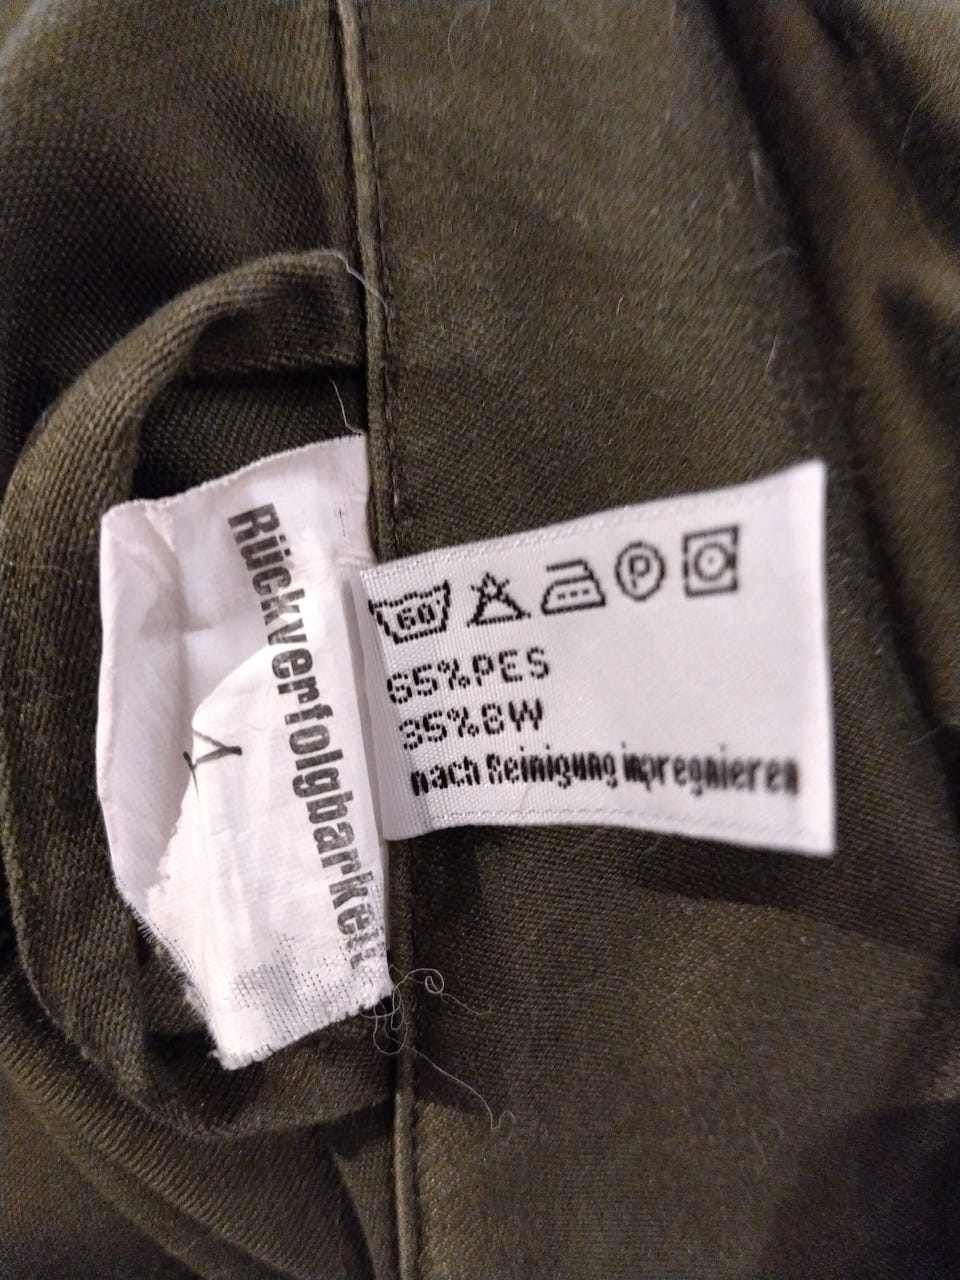 Rückverfolgbarkeit
60
P
65%PES
35%BW
nach Reinigung impregnieren